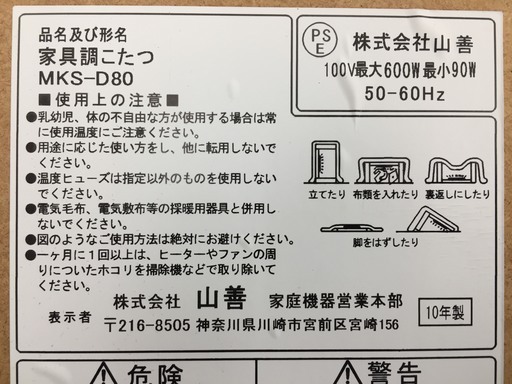 品名及び形名
家具調こたつ
MKS-D80
PS
E
株式会社山善
100V最大600W最小90W
50-60Hz
■使用上の注意■
●乳幼児、体の不自由な方が使用する場合は常
に使用温度にご注意ください。
●用途に応じた使い方をし、他に転用しないで
ください。
●温度ヒューズは指定以外のものを使用しない
でください。
●電気毛布、電気敷布等の採暖用器具と併用し
ないでください。
●図のようなご使用方法は絶対にお避けください。
●一ヶ月に1回以上は、ヒーターやファンの周
りについたホコリを掃除機などで取り除いて
ください。
立てたり
布類を入れたり
裏返しにしたり
脚をはずしたり
表示者
株式会社 山善 家庭機器営業本部
〒216-8505 神奈川県川崎市宮前区宮崎156
10年製
危険
警告